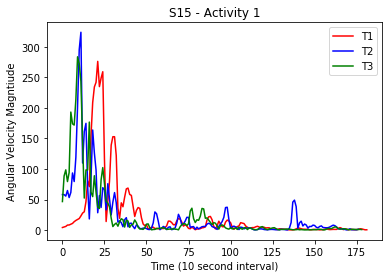 S15 - Activity 1
T1
T2
T3
Angular Velocity Magntiude
300
250
200
150
100
50
0
0 25 50 75 100 125 150 175
Time (10 second interval)